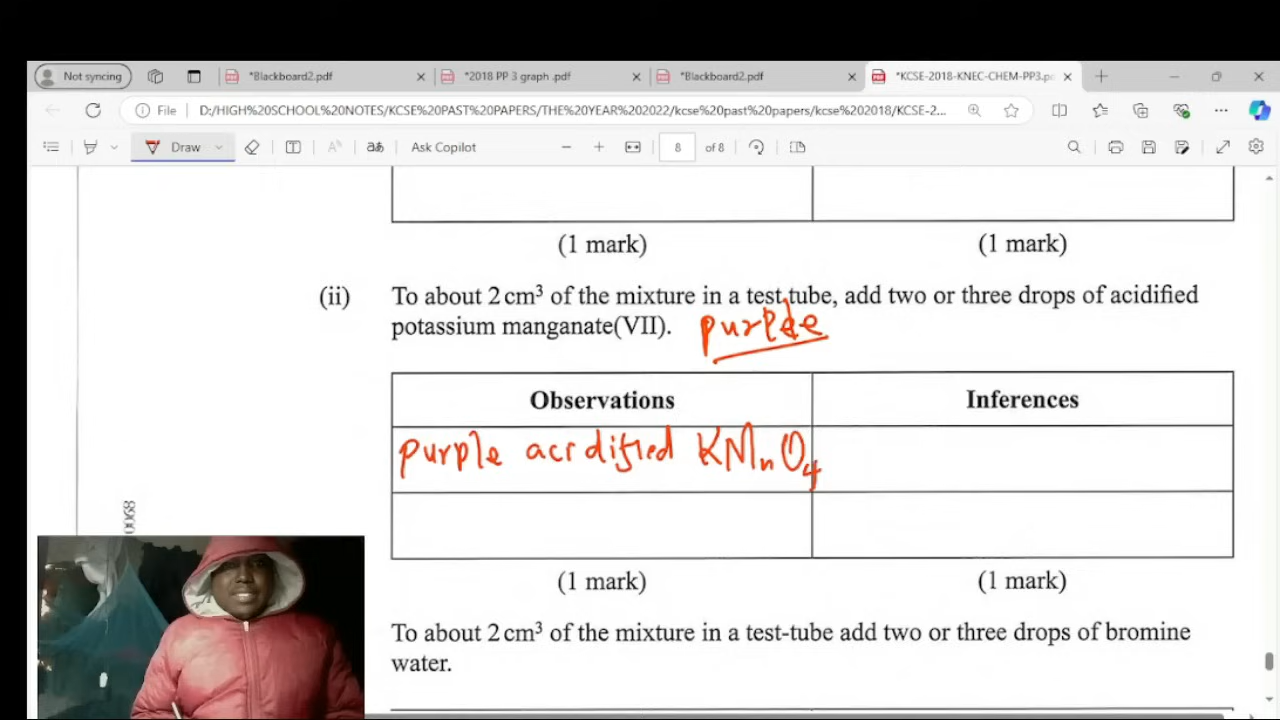 Not syncing
*Blackboard2.pdf
*2018 PP 3 graph .pdf
*Blackboard2.pdf
*KCSE-2018-KNEC-CHEM-PP3.p
File
D:/HIGH%20SCHOOL%20NOTES/KCSE%20PAST%20PAPERS/THE%20YEAR%202022/kcse%20past%20papers/kcse%202018/KCSE-2...
Draw
Ask Copilot
8 of 8
(1 mark)
(1 mark)
(ii) To about 2 cm³ of the mixture in a test tube, add two or three drops of acidified
potassium manganate(VII). purple
Observations
Inferences
purple acidified KMnO4
0068
(1 mark)
(1 mark)
To about 2 cm³ of the mixture in a test-tube add two or three drops of bromine
water.